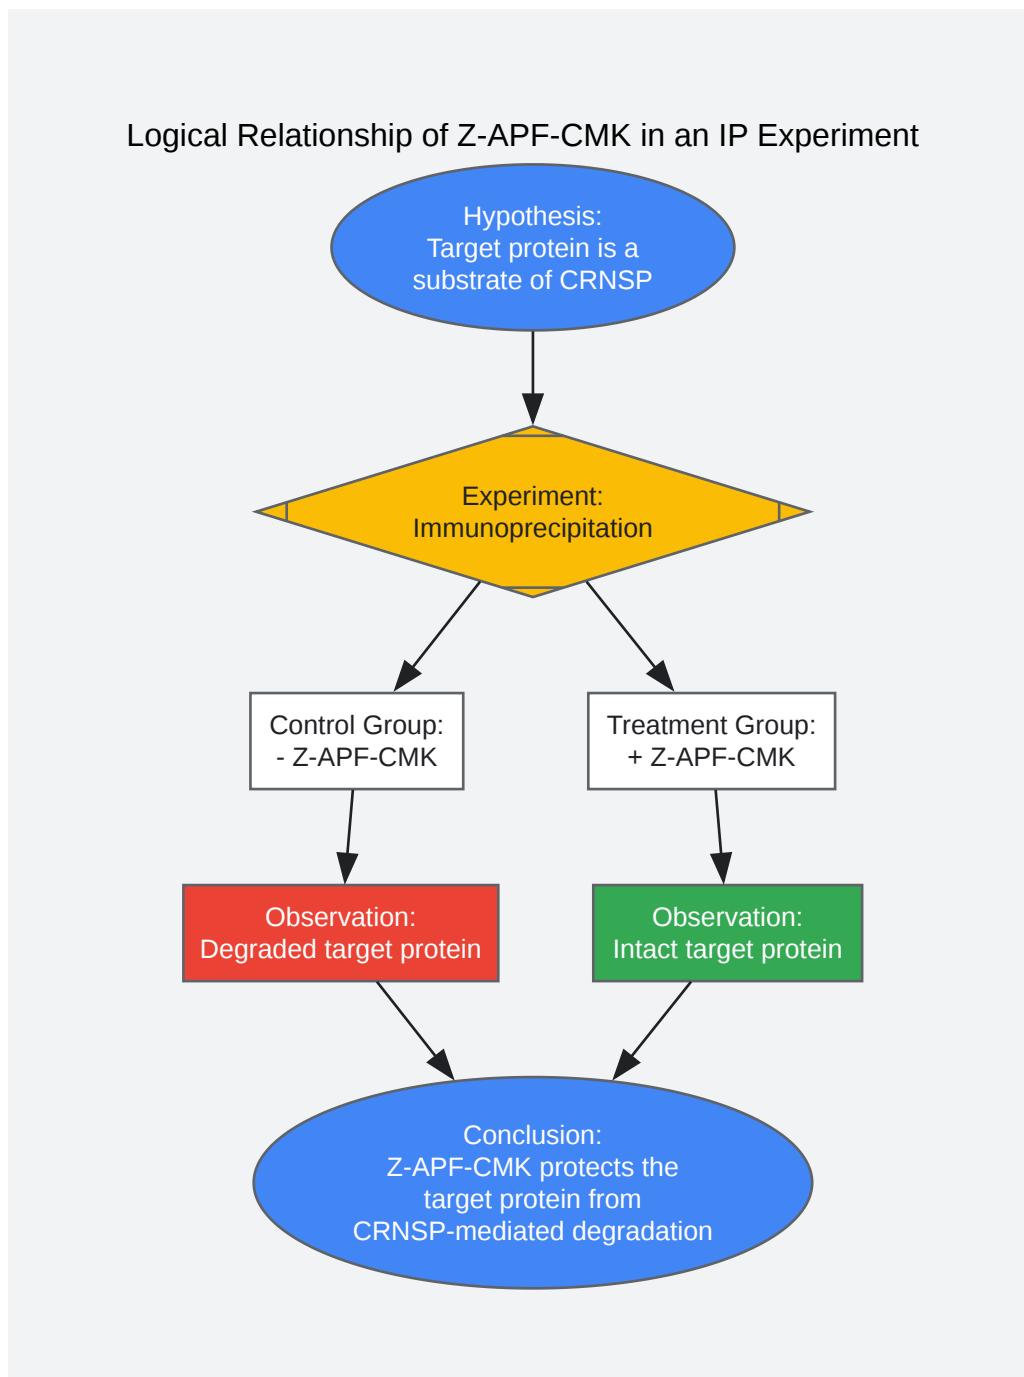 Logical Relationship of Z-APF-CMK in an IP Experiment
Hypothesis:
Target protein is a
substrate of CRNSP
Experiment:
Immunoprecipitation
Control Group:
- Z-APF-CMK
Treatment Group:
+ Z-APF-CMK
Observation:
Degraded target protein
Observation:
Intact target protein
Conclusion:
Z-APF-CMK protects the
target protein from
CRNSP-mediated degradation